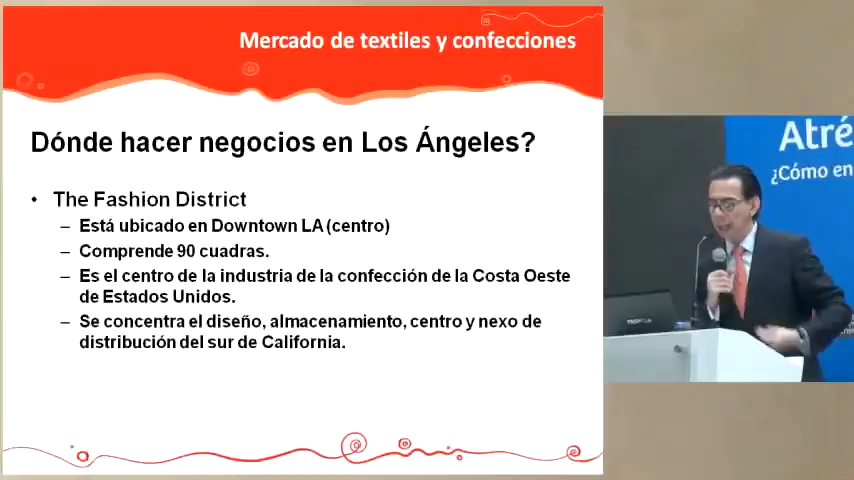 Mercado de textiles y confecciones
Dónde hacer negocios en Los Ángeles?
• The Fashion District
– Está ubicado en Downtown LA (centro)
– Comprende 90 cuadras.
– Es el centro de la industria de la confección de la Costa Oeste
de Estados Unidos.
– Se concentra el diseño, almacenamiento, centro y nexo de
distribución del sur de California.
Atré
¿Cómo en